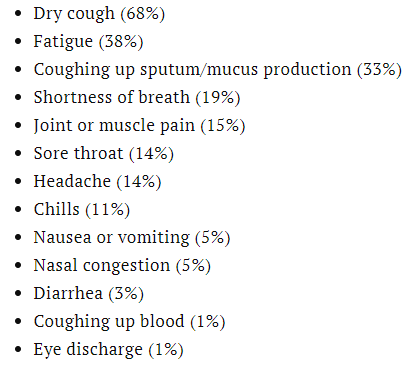 • Dry cough (68%)
• Fatigue (38%)
• Coughing up sputum/mucus production (33%)
• Shortness of breath (19%)
• Joint or muscle pain (15%)
• Sore throat (14%)
• Headache (14%)
• Chills (11%)
• Nausea or vomiting (5%)
• Nasal congestion (5%)
• Diarrhea (3%)
• Coughing up blood (1%)
• Eye discharge (1%)